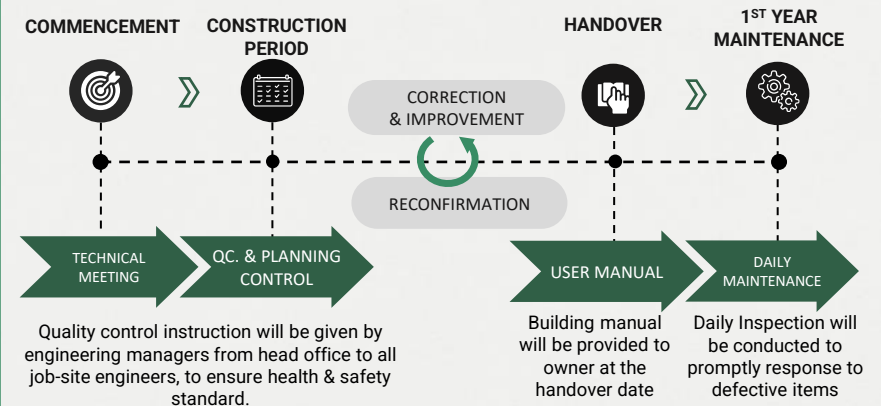 COMMENCEMENT
CONSTRUCTION
PERIOD
HANDOVER
1ST YEAR
MAINTENANCE
CORRECTION
& IMPROVEMENT
RECONFIRMATION
TECHNICAL
MEETING
QC. & PLANNING
CONTROL
USER MANUAL
DAILY
MAINTENANCE
Quality control instruction will be given by
engineering managers from head office to all
job-site engineers, to ensure health & safety
standard.
Building manual
will be provided to
owner at the
handover date
Daily Inspection will
be conducted to
promptly response to
defective items